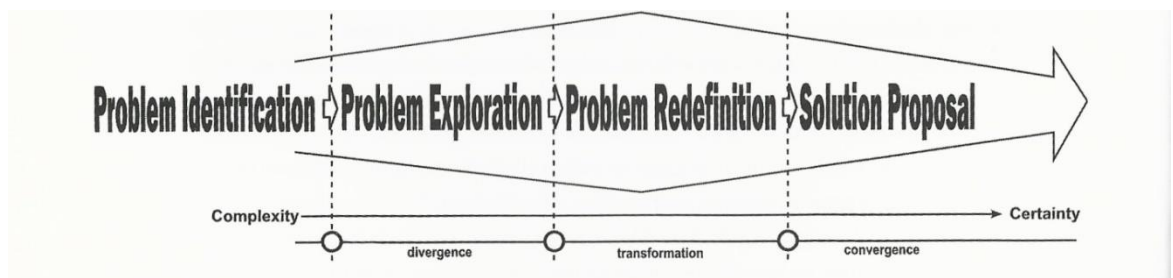 Problem Identification ⇨ Problem Exploration ⇨ Problem Redefinition ⇨ Solution Proposal
Complexity Certainty
divergence transformation convergence